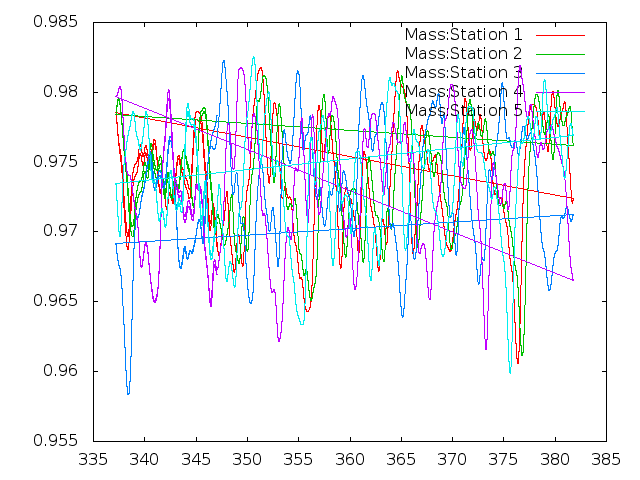 0.985
0.98
0.975
0.97
0.965
0.96
0.955
335 340 345 350 355 360 365 370 375 380 385
Mass:Station 1
Mass:Station 2
Mass:Station 3
Mass:Station 4
Mass:Station 5